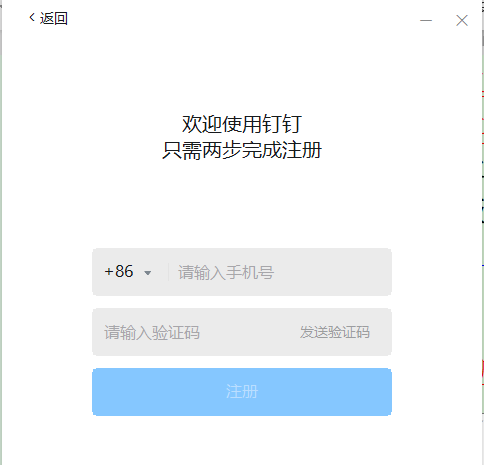 返回
欢迎使用钉钉
只需两步完成注册
+86 请输入手机号
请输入验证码 发送验证码
注册